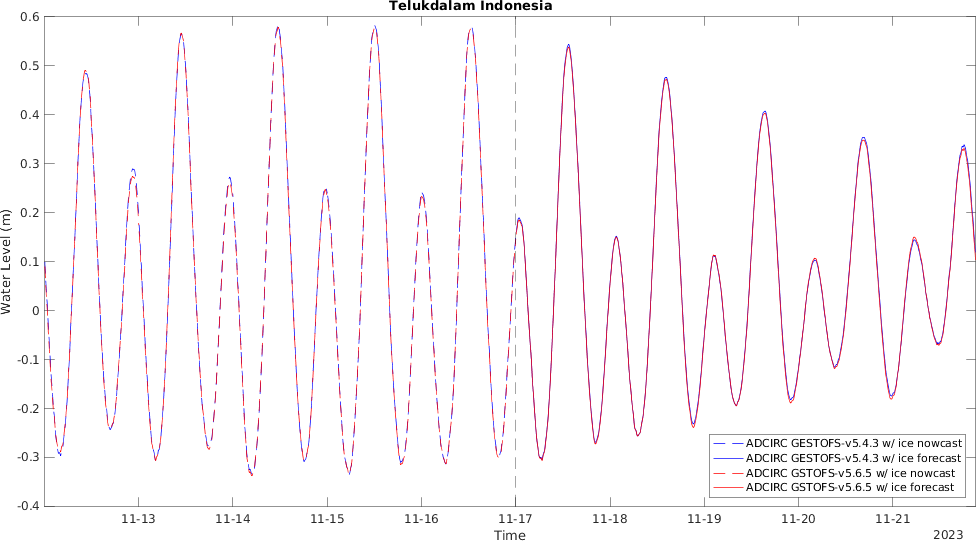 Telukdalam Indonesia
Water Level (m)
0.6
0.5
0.4
0.3
0.2
0.1
0
-0.1
-0.2
-0.3
-0.4
ADCIRC GESTOFS-v5.4.3 w/ ice nowcast
ADCIRC GESTOFS-v5.4.3 w/ ice forecast
ADCIRC GSTOFS-v5.6.5 w/ ice nowcast
ADCIRC GSTOFS-v5.6.5 w/ ice forecast
11-13 11-14 11-15 11-16 11-17 11-18 11-19 11-20 11-21
Time
2023